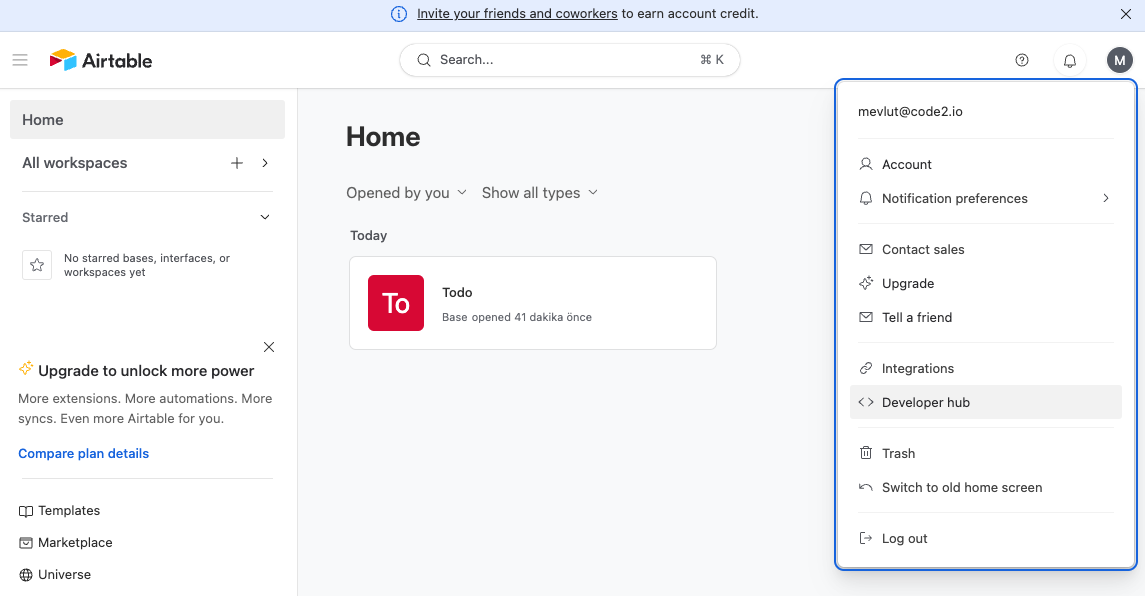 Invite your friends and coworkers to earn account credit.
Airtable
Search...
⌘ K
M
Home
All workspaces
Starred
No starred bases, interfaces, or
workspaces yet
Upgrade to unlock more power
More extensions. More automations. More
syncs. Even more Airtable for you.
Compare plan details
Templates
Marketplace
Universe
Home
Opened by you
Show all types
Today
To
Todo
Base opened 41 dakika önce
mevlut@code2.io
Account
Notification preferences
Contact sales
Upgrade
Tell a friend
Integrations
Developer hub
Trash
Switch to old home screen
Log out